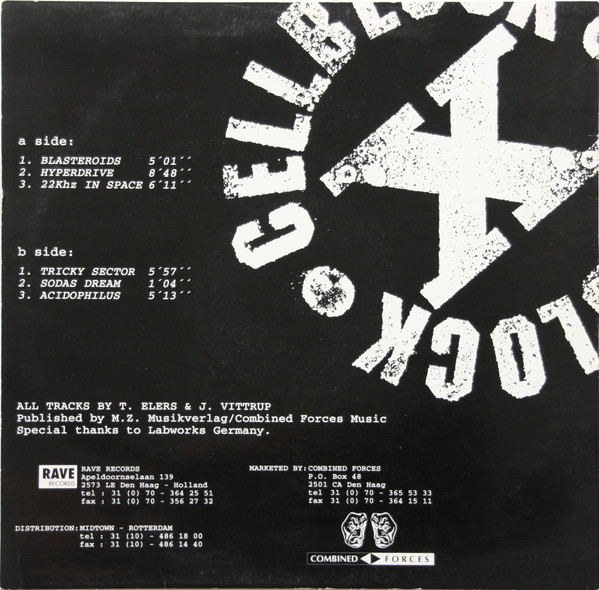 CELLBLOCK X
CELLBLOCK
a side:
1. BLASTEROIDS 5´01´´
2. HYPERDRIVE 8´48´´
3. 22Khz IN SPACE 6´11´´
b side:
1. TRICKY SECTOR 5´57´´
2. SODAS DREAM 1´04´´
3. ACIDOPHILUS 5´13´´
ALL TRACKS BY T. ELERS & J. VITTRUP
Published by M.Z. Musikverlag/Combined Forces Music
Special thanks to Labworks Germany.
RAVE RECORDS
RAVE RECORDS
Apeldoornselaan 139
2573 LE Den Haag - Holland
tel : 31 (0) 70 - 364 25 51
fax : 31 (0) 70 - 356 27 32
MARKETED BY: COMBINED FORCES
P.O. Box 48
2501 CA Den Haag
tel 31 (0) 70 - 365 53 33
fax 31 (0) 70 - 364 15 11
DISTRIBUTION: MIDTOWN - ROTTERDAM
tel : 31 (10) - 486 18 00
fax : 31 (10) - 486 14 40
COMBINED FORCES